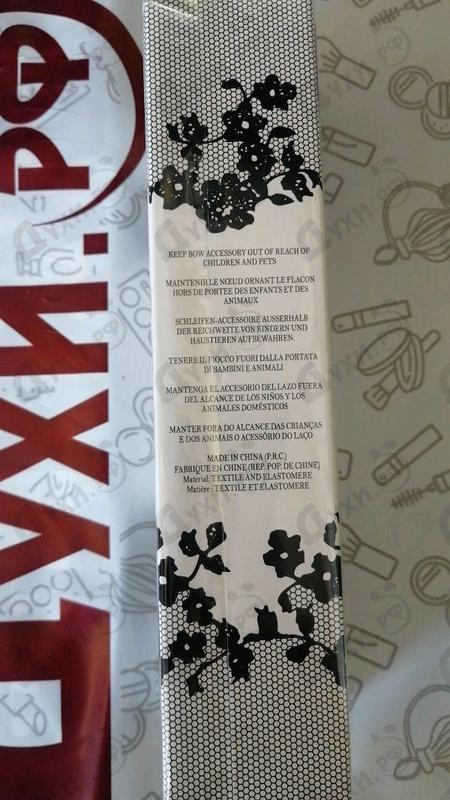 KEEP BOW ACCESSORY OUT OF REACH OF
CHILDREN AND PETS
MAINTENIR LE NŒUD ORNANT LE FLACON
HORS DE PORTEE DES ENFANTS ET DES
ANIMAUX
SCHLEIFEN-ACCESSOIRE AUSSERHALB
DER REICHWEITE VON KINDERN UND
HAUSTIEREN AUFBEWAHREN.
TENERE IL FIOCCO FUORI DALLA PORTATA
DI BAMBINI E ANIMALI
MANTENGA EL ACCESORIO DEL LAZO FUERA
DEL ALCANCE DE LOS NIÑOS Y LOS
ANIMALES DOMÉSTICOS
MANTER FORA DO ALCANCE DAS CRIANÇAS
E DOS ANIMAIS O ACESSÓRIO DO LAÇO
MADE IN CHINA (P.R.C.)
FABRIQUE EN CHINE (REP. POP. DE CHINE)
Material: TEXTILE AND ELASTOMERE
Matière : TEXTILE ET ELASTOMERE
ДУХИ.РФ